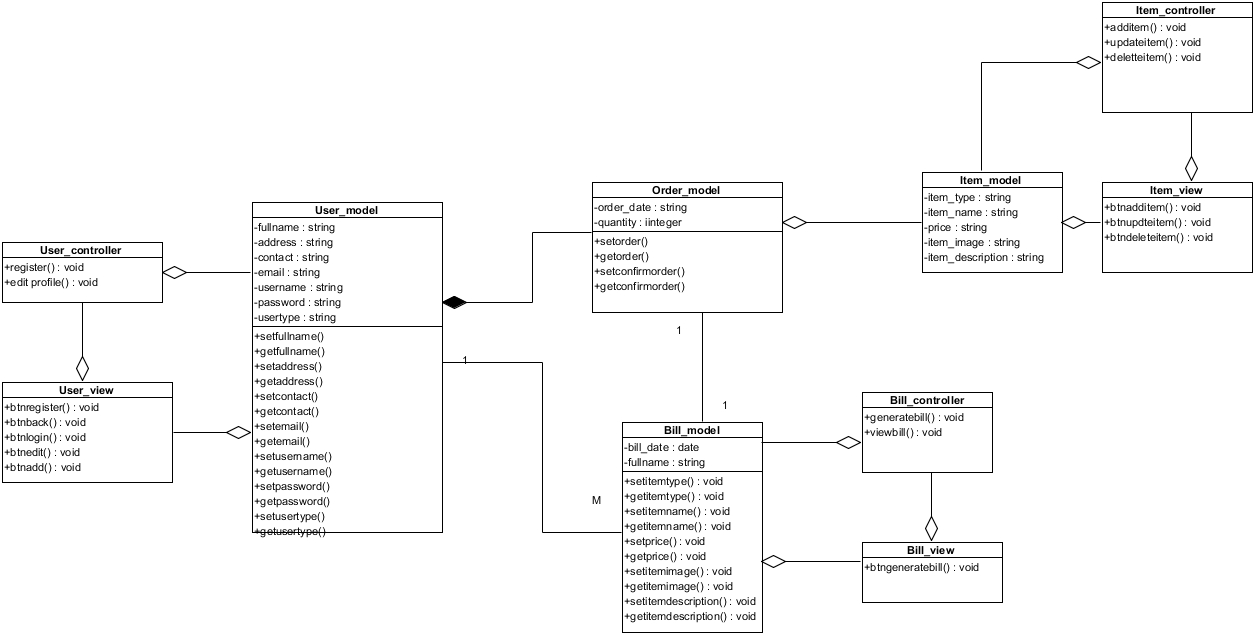 Item_controller
+additem() : void
+updateitem() : void
+deletteitem() : void
Item_model
-item_type : string
-item_name : string
-price : string
-item_image : string
-item_description : string
Item_view
+btnadditem() : void
+btnupdteitem() : void
+btndeleteitem() : void
Order_model
-order_date : string
-quantity : iinteger
+setorder()
+getorder()
+setconfirmorder()
+getconfirmorder()
User_model
-fullname : string
-address : string
-contact : string
-email : string
-username : string
-password : string
-usertype : string
+setfullname()
+getfullname()
+setaddress()
+getaddress()
+setcontact()
+getcontact()
+setemail()
+getemail()
+setusername()
+getusername()
+setpassword()
+getpassword()
+setusertype()
+getusertype()
User_controller
+register() : void
+edit profile() : void
User_view
+btnregister() : void
+btnback() : void
+btnlogin() : void
+btnedit() : void
+btnadd() : void
1
1
1
M
Bill_model
-bill_date : date
-fullname : string
+setitemtype() : void
+getitemtype() : void
+setitemname() : void
+getitemname() : void
+setprice() : void
+getprice() : void
+setitemimage() : void
+getitemimage() : void
+setitemdescription() : void
+getitemdescription() : void
Bill_controller
+generatebill() : void
+viewbill() : void
Bill_view
+btngeneratebill() : void